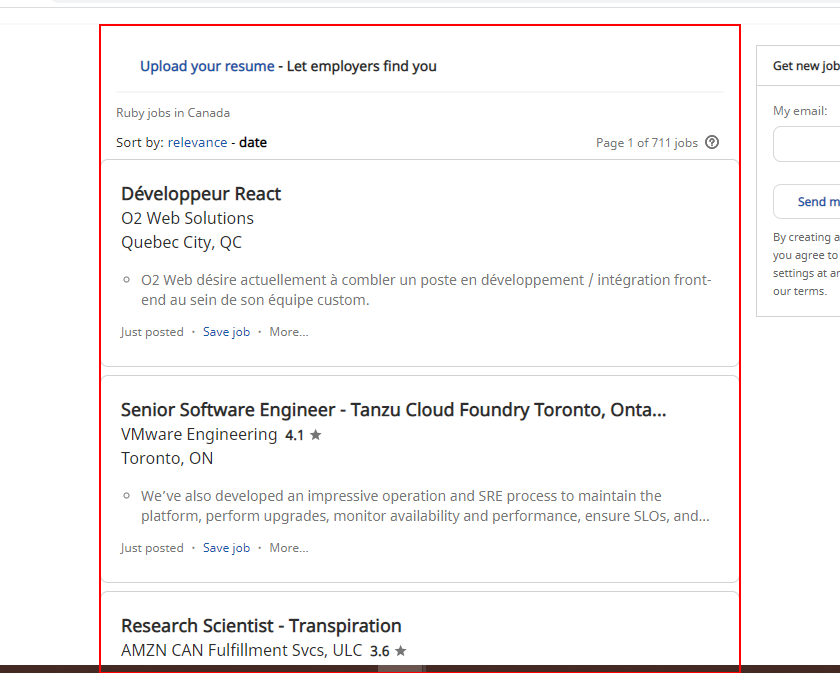 Upload your resume - Let employers find you
Ruby jobs in Canada
Sort by: relevance - date
Page 1 of 711 jobs
Développeur React
O2 Web Solutions
Quebec City, QC
O2 Web désire actuellement à combler un poste en développement / intégration front-
end au sein de son équipe custom.
Just posted · Save job · More...
Senior Software Engineer - Tanzu Cloud Foundry Toronto, Onta...
VMware Engineering 4.1 ★
Toronto, ON
We’ve also developed an impressive operation and SRE process to maintain the
platform, perform upgrades, monitor availability and performance, ensure SLOs, and...
Just posted · Save job · More...
Research Scientist - Transpiration
AMZN CAN Fulfillment Svcs, ULC 3.6 ★
Get new job
My email:
Send m
By creating a
you agree to
settings at an
our terms.